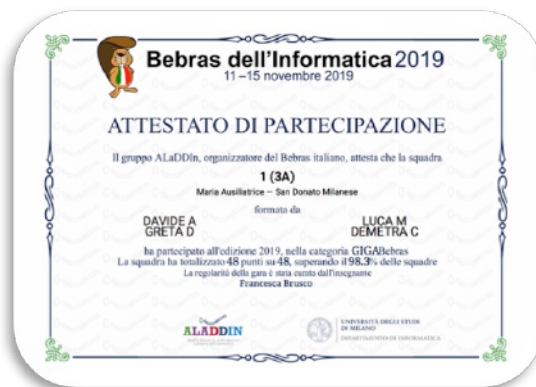 Bebras dell'Informatica 2019
11–15 novembre 2019
ATTESTATO DI PARTECIPAZIONE
Il gruppo ALaDDIn, organizzatore del Bebras italiano, attesta che la squadra
1 (3A)
Maria Ausiliatrice – San Donato Milanese
formata da
DAVIDE A LUCA M
GRETA D DEMETRA C
ha partecipato all'edizione 2019, nella categoria GIGABebras
La squadra ha totalizzato 48 punti su 48, superando il 98.3% delle squadre
La regolarità della gara è stata curata dall'insegnante
Francesca Brusco
ALADDIN
UNIVERSITÀ DEGLI STUDI
DI MILANO
DIPARTIMENTO DI INFORMATICA